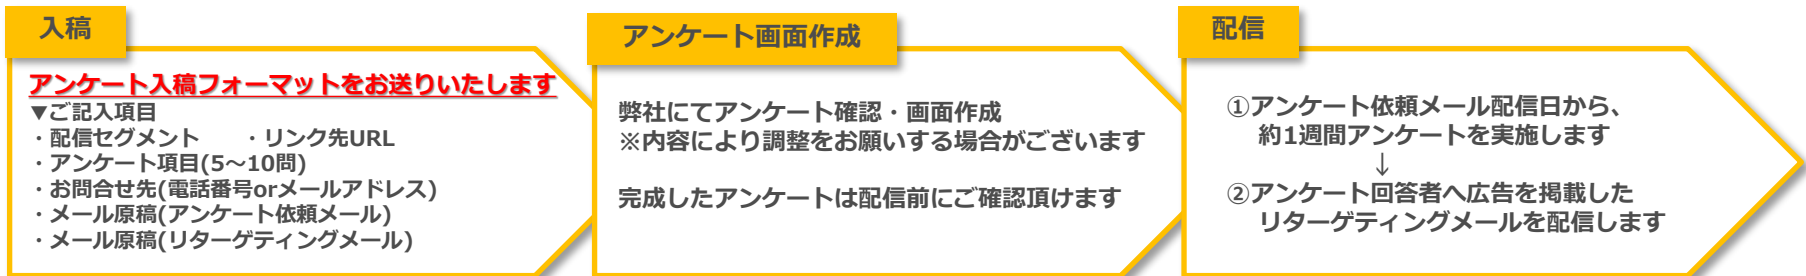 入稿
アンケート入稿フォーマットをお送りいたします
▼ご記入項目
・配信セグメント ・リンク先URL
・アンケート項目(5～10問)
・お問合せ先(電話番号orメールアドレス)
・メール原稿(アンケート依頼メール)
・メール原稿(リターゲティングメール)
アンケート画面作成
弊社にてアンケート確認・画面作成
※内容により調整をお願いする場合がございます
完成したアンケートは配信前にご確認頂けます
配信
①アンケート依頼メール配信日から、
約1週間アンケートを実施します
↓
②アンケート回答者へ広告を掲載した
リターゲティングメールを配信します